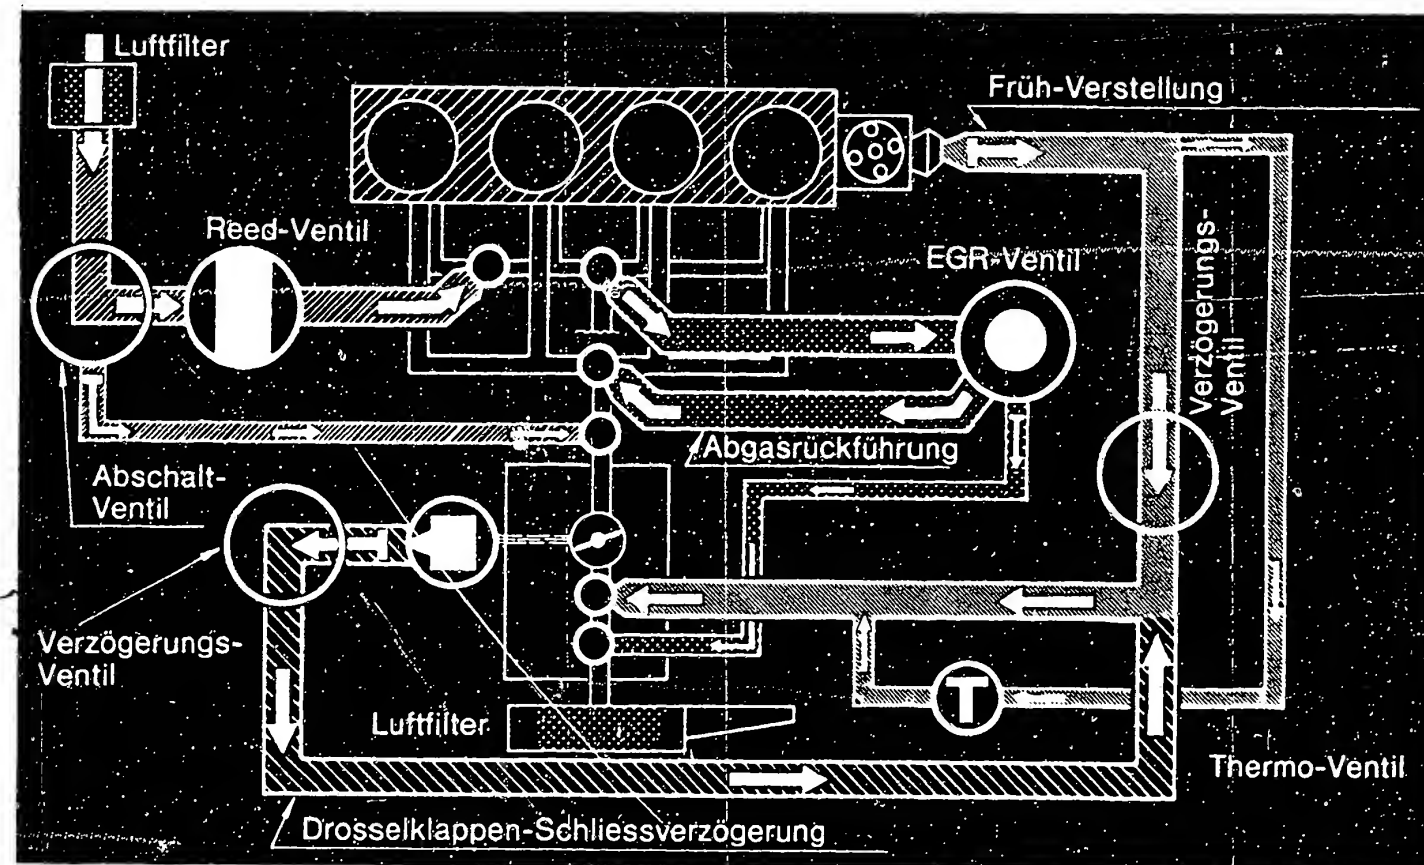 Luftfilter
Früh-Verstellung
Reed-Ventil
EGR-Ventil
Verzögerungs-
Ventil
Abgasrückführung
Abschalt-
Ventil
Verzögerungs-
Ventil
T
Luftfilter
Thermo-Ventil
Drosselklappen-Schliessverzögerung